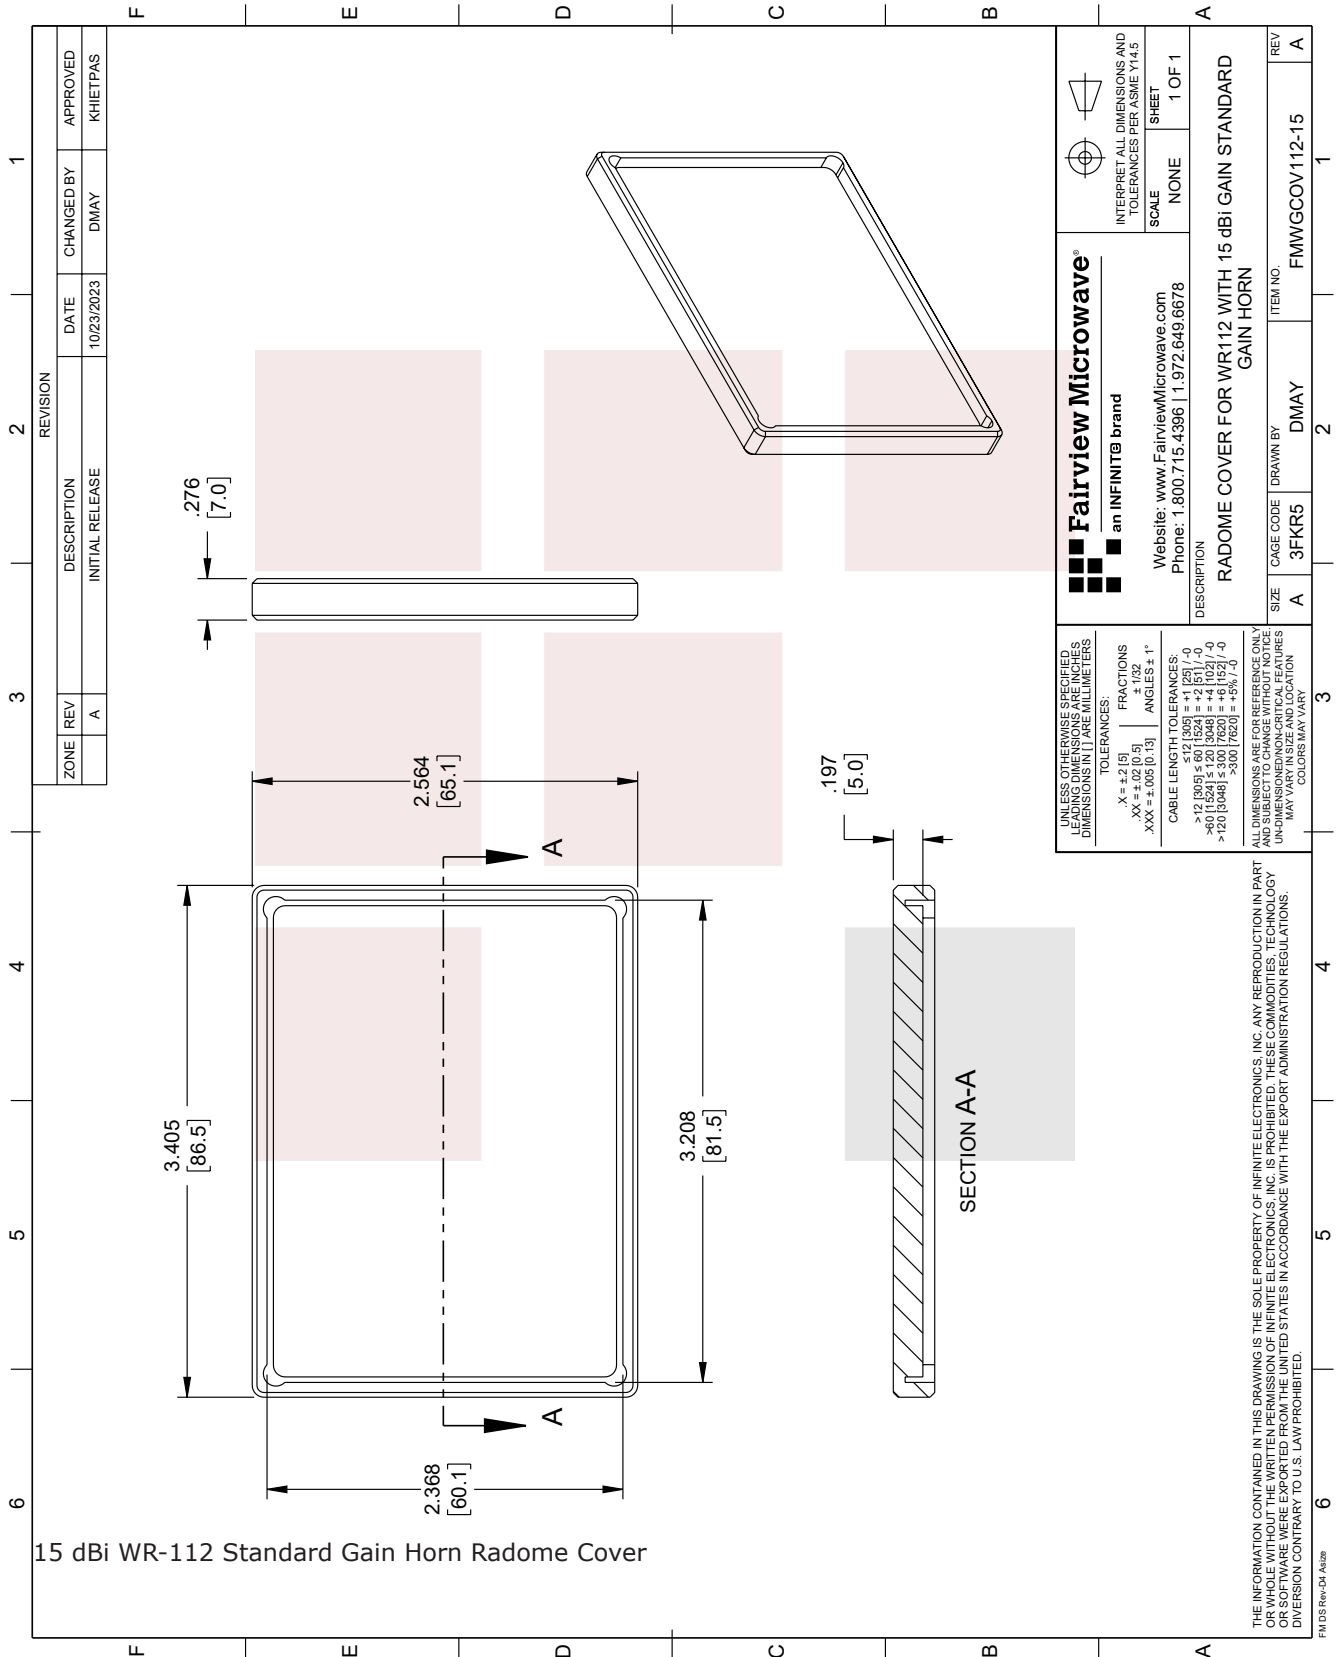 6
5
4
3
2
1
F
E
D
C
B
A
REVISION
ZONE
REV
DESCRIPTION
DATE
CHANGED BY
APPROVED
A
INITIAL RELEASE
10/23/2023
DMAY
KHIETPAS
3.405
[86.5]
.276
[7.0]
2.564
[65.1]
2.368
[60.1]
A
A
3.208
[81.5]
.197
[5.0]
SECTION A-A
UNLESS OTHERWISE SPECIFIED
LEADING DIMENSIONS ARE INCHES
DIMENSIONS IN [ ] ARE MILLIMETERS
TOLERANCES:
.X = ±.2 [5]
.XX = ±.02 [0.5]
.XXX = ±.005 [0.13]
FRACTIONS
± 1/32
ANGLES ± 1°
CABLE LENGTH TOLERANCES:
≤12 [305] = +1 [25] / -0
>12 [305] ≤ 60 [1524] = +2 [51] / -0
>60 [1524] ≤ 120 [3048] = +4 [102] / -0
>120 [3048] ≤ 300 [7620] = +6 [152] / -0
>300 [7620] = +5% / -0
ALL DIMENSIONS ARE FOR REFERENCE ONLY
AND SUBJECT TO CHANGE WITHOUT NOTICE.
UN-DIMENSIONED/NON-CRITICAL FEATURES
MAY VARY IN SIZE AND LOCATION
COLORS MAY VARY
Fairview Microwave®
an INFINIT@ brand
Website: www.FairviewMicrowave.com
Phone: 1.800.715.4396 | 1.972.649.6678
INTERPRET ALL DIMENSIONS AND
TOLERANCES PER ASME Y14.5
SCALE
NONE
SHEET
1 OF 1
DESCRIPTION
RADOME COVER FOR WR112 WITH 15 dBi GAIN STANDARD
GAIN HORN
SIZE
A
CAGE CODE
3FKR5
DRAWN BY
DMAY
ITEM NO.
FMWGCOV112-15
REV
A
THE INFORMATION CONTAINED IN THIS DRAWING IS THE SOLE PROPERTY OF INFINITE ELECTRONICS, INC. ANY REPRODUCTION IN PART
OR WHOLE WITHOUT THE WRITTEN PERMISSION OF INFINITE ELECTRONICS, INC. IS PROHIBITED. THESE COMMODITIES, TECHNOLOGY
OR SOFTWARE WERE EXPORTED FROM THE UNITED STATES IN ACCORDANCE WITH THE EXPORT ADMINISTRATION REGULATIONS.
DIVERSION CONTRARY TO U.S. LAW PROHIBITED.
F
E
D
C
B
A
6
5
4
3
2
1
FM DS Rev-D4 Asize
15 dBi WR-112 Standard Gain Horn Radome Cover